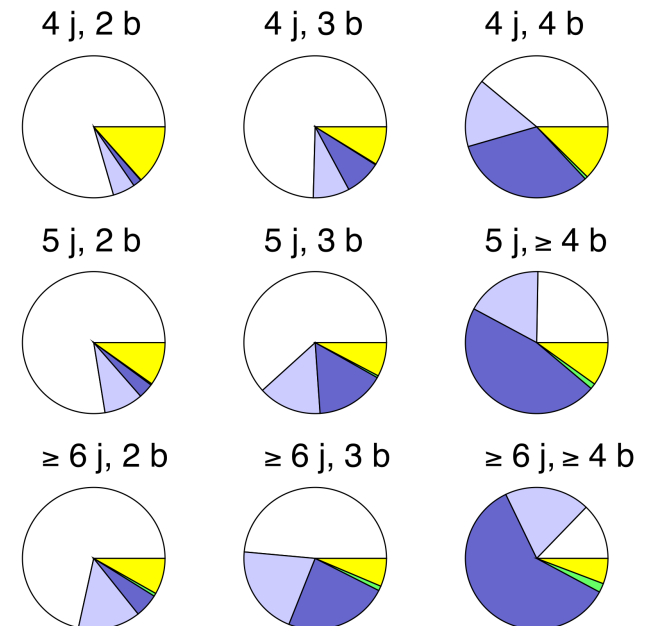 4 j, 2 b
4 j, 3 b
4 j, 4 b
5 j, 2 b
5 j, 3 b
5 j, ≥ 4 b
≥ 6 j, 2 b
≥ 6 j, 3 b
≥ 6 j, ≥ 4 b